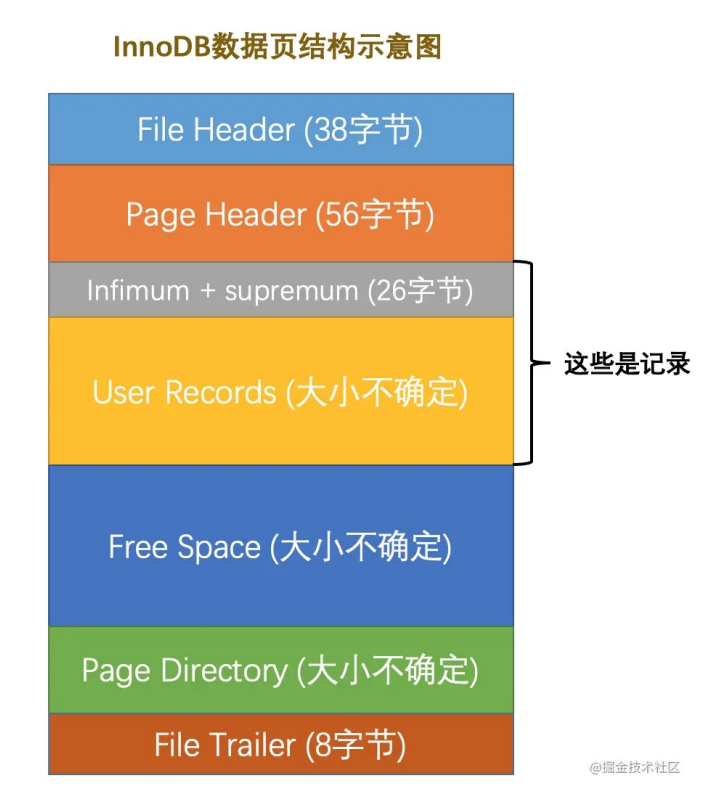 InnoDB数据页结构示意图
File Header (38字节)
Page Header (56字节)
Infimum + supremum (26字节)
User Records (大小不确定)
这些是记录
Free Space (大小不确定)
Page Directory (大小不确定)
File Trailer (8字节)
@掘金技术社区